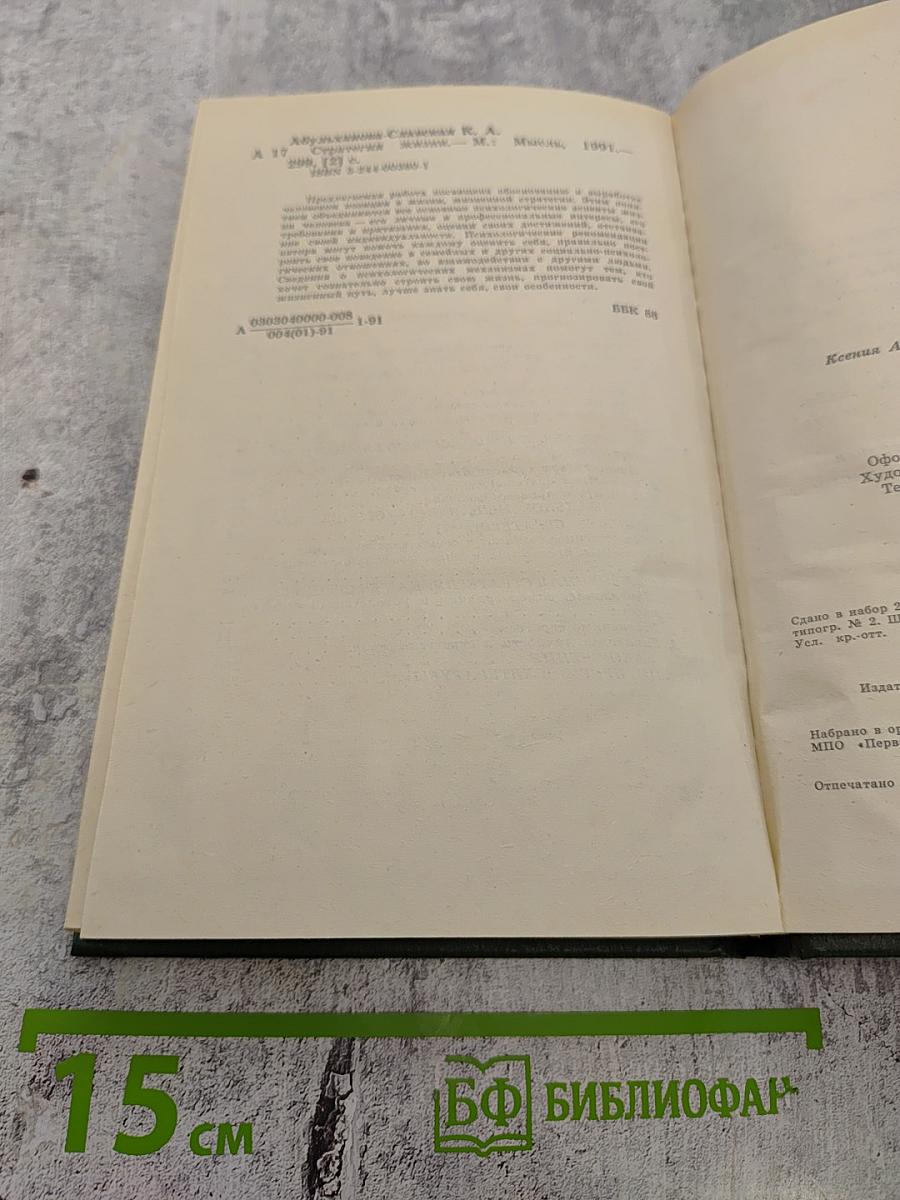 Абульханова-Славская К. А.
А 17 Стратегия жизни.— М.: Мысль, 1991.—
299, [2] с.
ISBN 5-244-00380-1
Предлагаемая работа посвящена обоснованию и выработке
человеком позиции в жизни, жизненной стратегии. Этим поня-
тием объединяются все основные психологические аспекты жиз-
ни человека — его личные и профессиональные интересы, его
требования и притязания, оценки своих достижений, отстаива-
ние своей индивидуальности. Психологические рекомендации
автора могут помочь каждому оценить себя, правильно пост-
роить свое поведение в семейных и других социально-психоло-
гических отношениях, во взаимодействии с другими людьми.
Сведения о психологических механизмах помогут тем, кто
хочет сознательно строить свою жизнь, прогнозировать свой
жизненный путь, лучше знать себя, свои особенности.
А 0303040000-008 1-91
004(01)-91
ББК 88
Ксения А
Офо
Худо
Те
Сдано в набор 2
типогр. № 2. Ш
Усл. кр.-отт.
Издат
Набрано в ор
МПО «Перв
Отпечатано
15 см
БФ БИБЛИОФАН